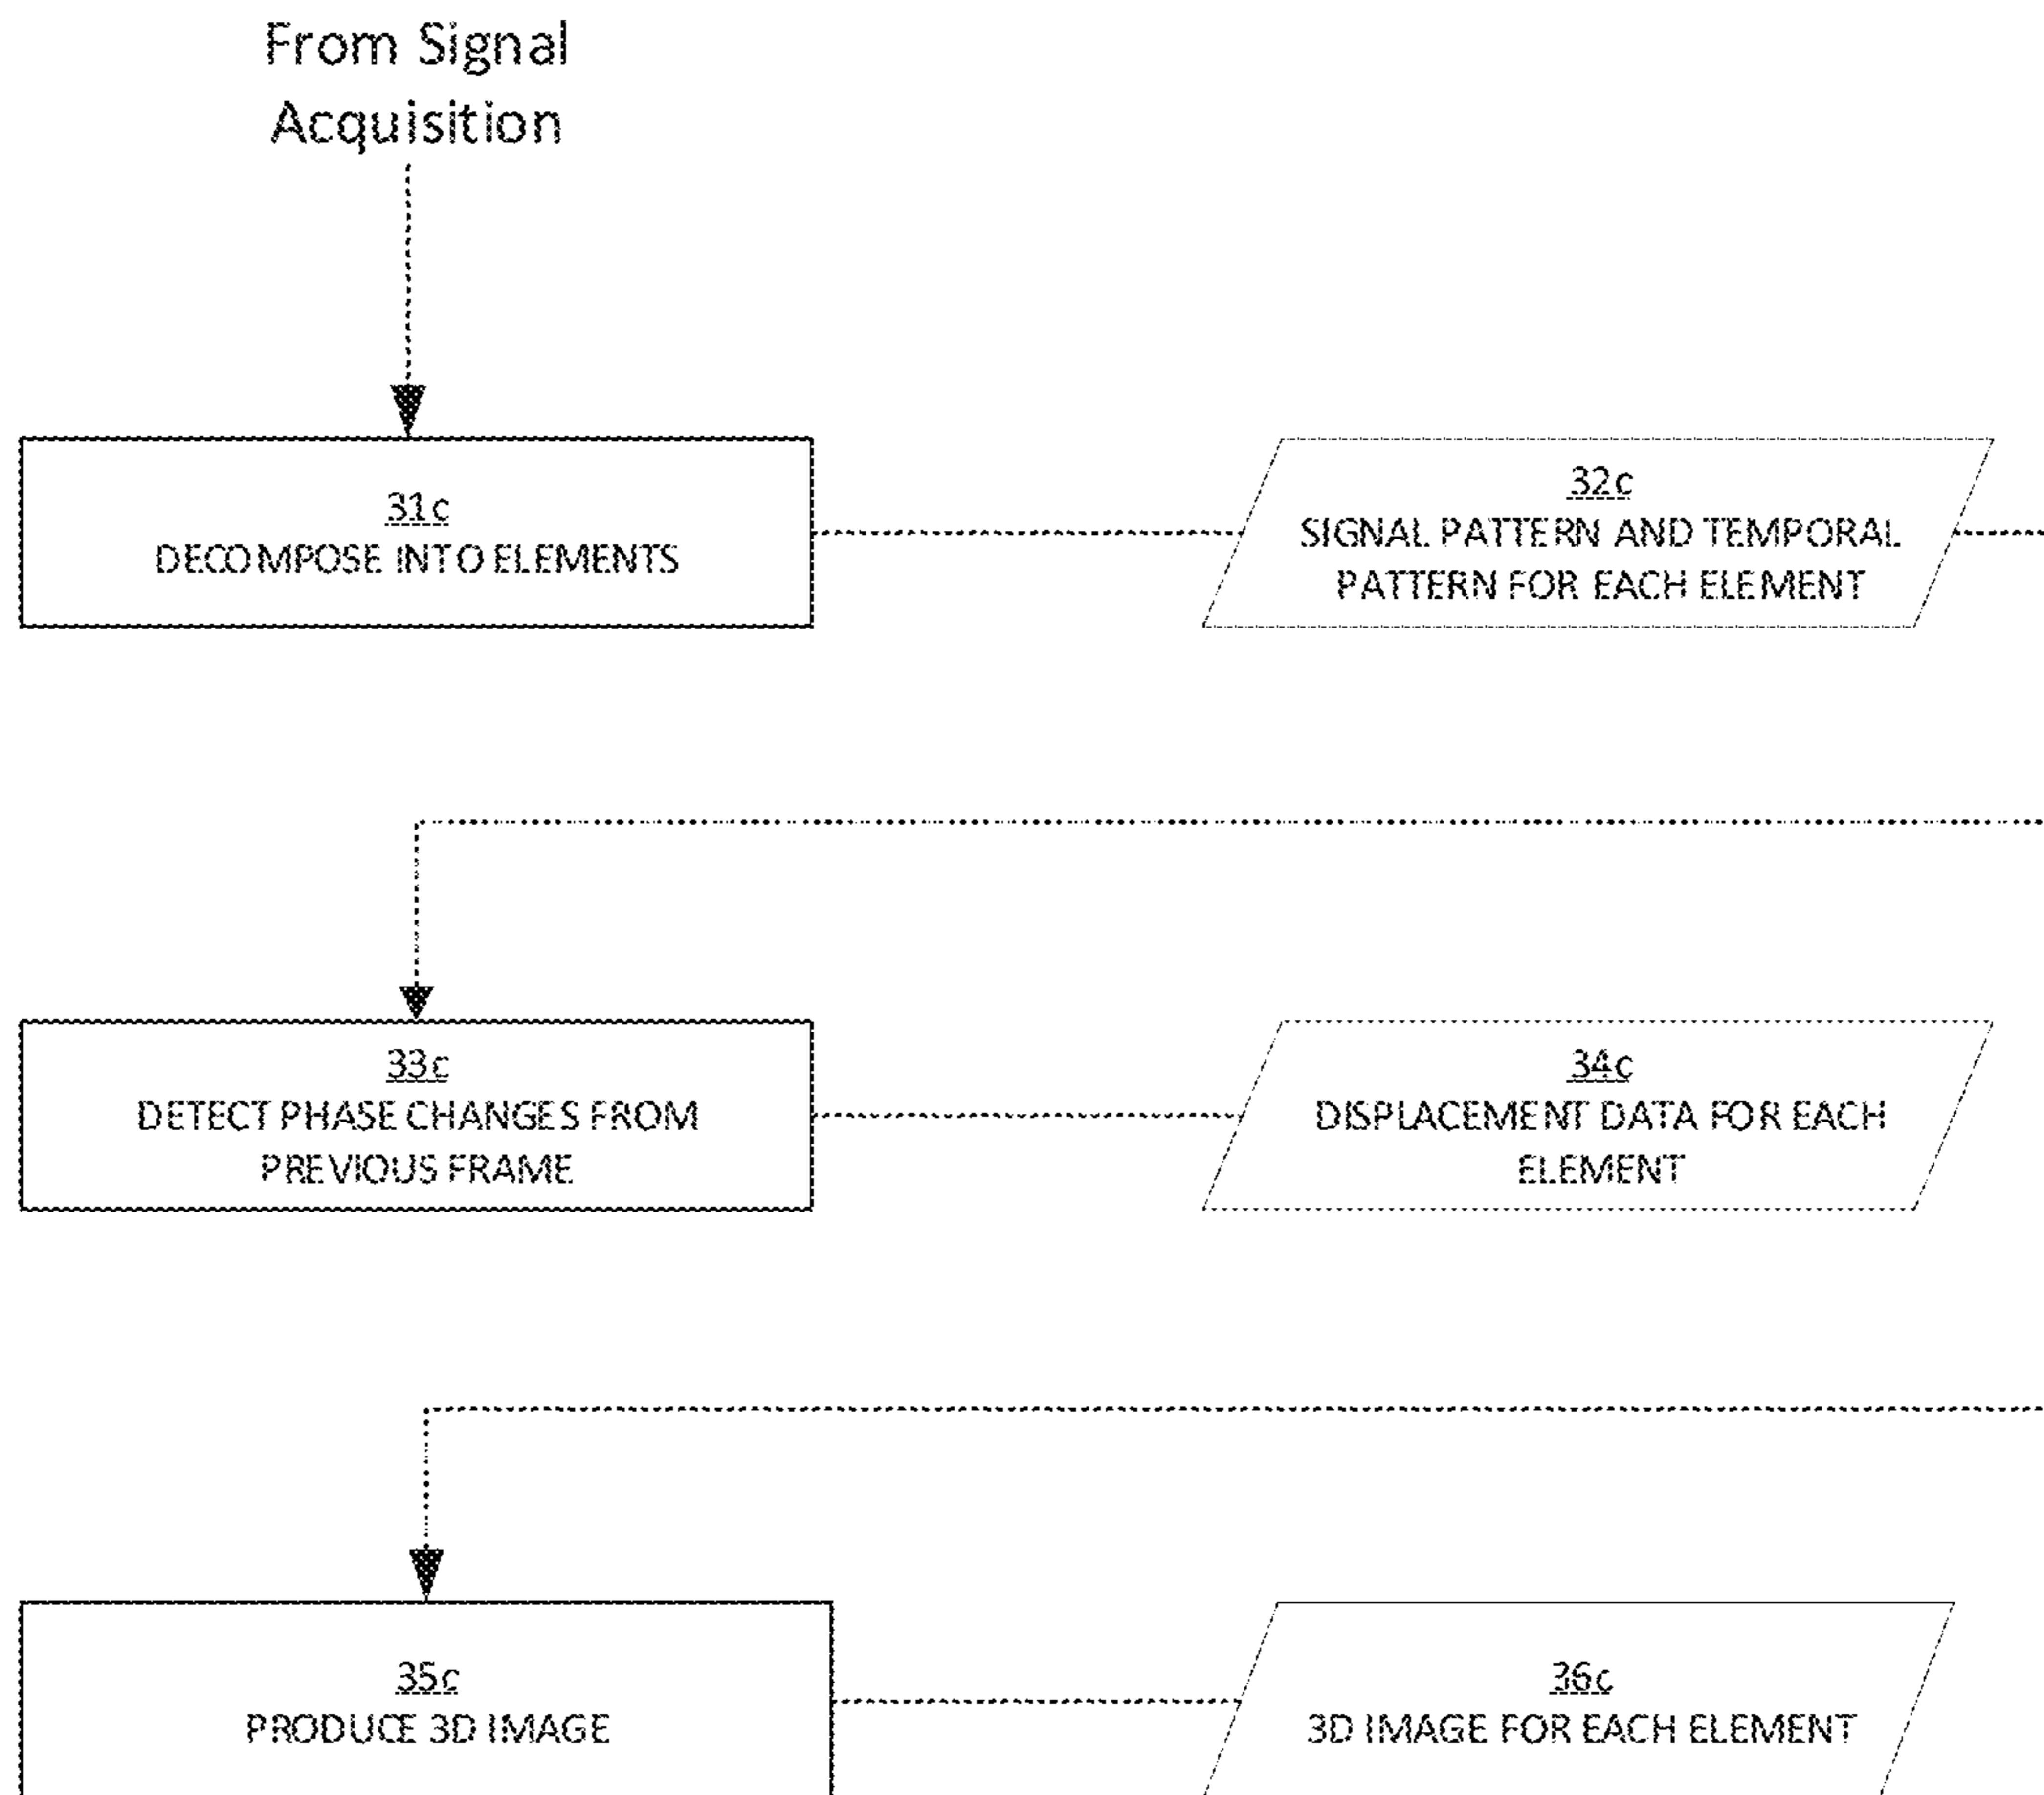 From Signal
Acquisition
31c
DECOMPOSE INTO ELEMENTS
32c
SIGNAL PATTERN AND TEMPORAL
PATTERN FOR EACH ELEMENT
33c
DETECT PHASE CHANGES FROM
PREVIOUS FRAME
34c
DISPLACEMENT DATA FOR EACH
ELEMENT
35c
PRODUCE 3D IMAGE
36c
3D IMAGE FOR EACH ELEMENT